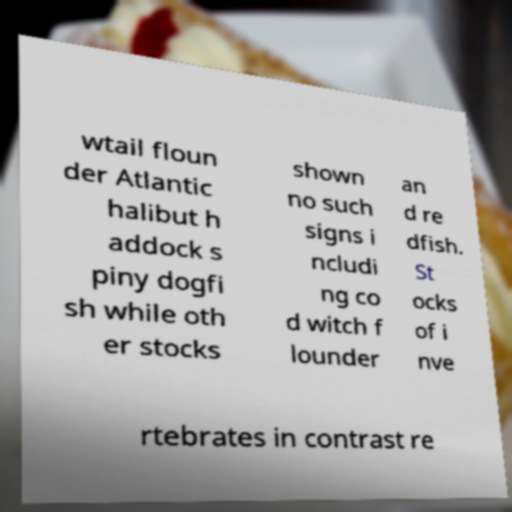 wtail floun
der Atlantic
halibut h
addock s
piny dogfi
sh while oth
er stocks
shown
no such
signs i
ncludi
ng co
d witch f
lounder
an
d re
dfish.
St
ocks
of i
nve
rtebrates in contrast re